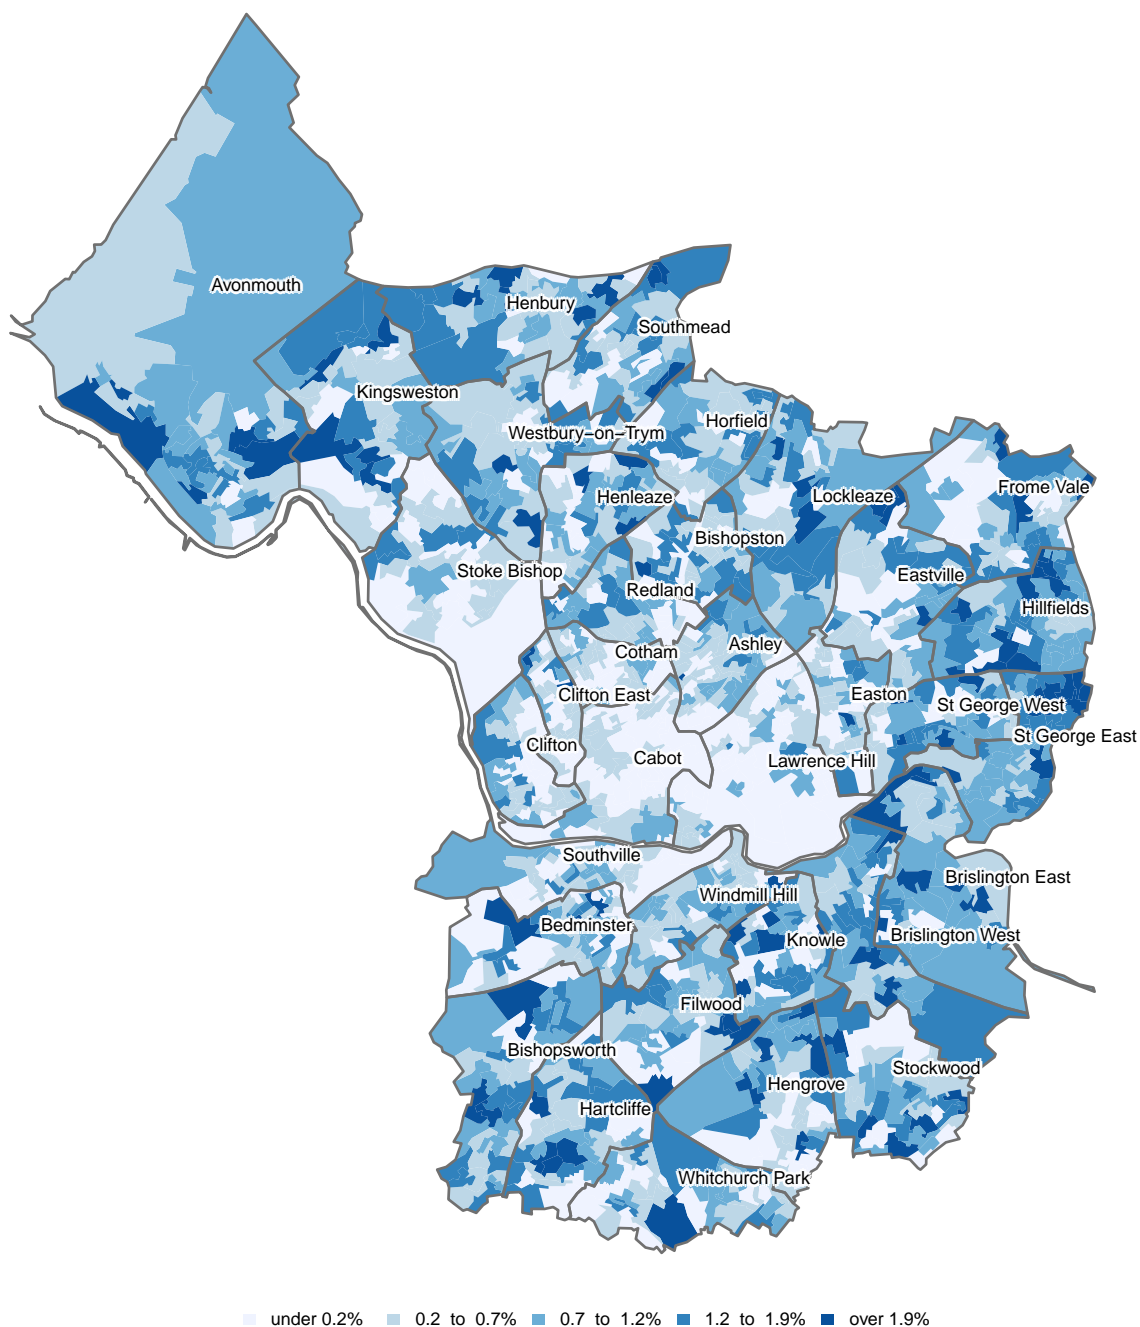 Avonmouth
Henbury
Southmead
Kingsweston
Westbury−on−Trym
Horfield
Henleaze
Lockleaze
Frome Vale
Bishopston
Stoke Bishop
Eastville
Redland
Hillfields
Cotham
Ashley
Clifton East
Easton
St George West
St George East
Clifton
Cabot
Lawrence Hill
Southville
Brislington East
Windmill Hill
Bedminster
Knowle
Brislington West
Filwood
Bishopsworth
Stockwood
Hengrove
Hartcliffe
Whitchurch Park
under 0.2% 0.2 to 0.7% 0.7 to 1.2% 1.2 to 1.9% over 1.9%